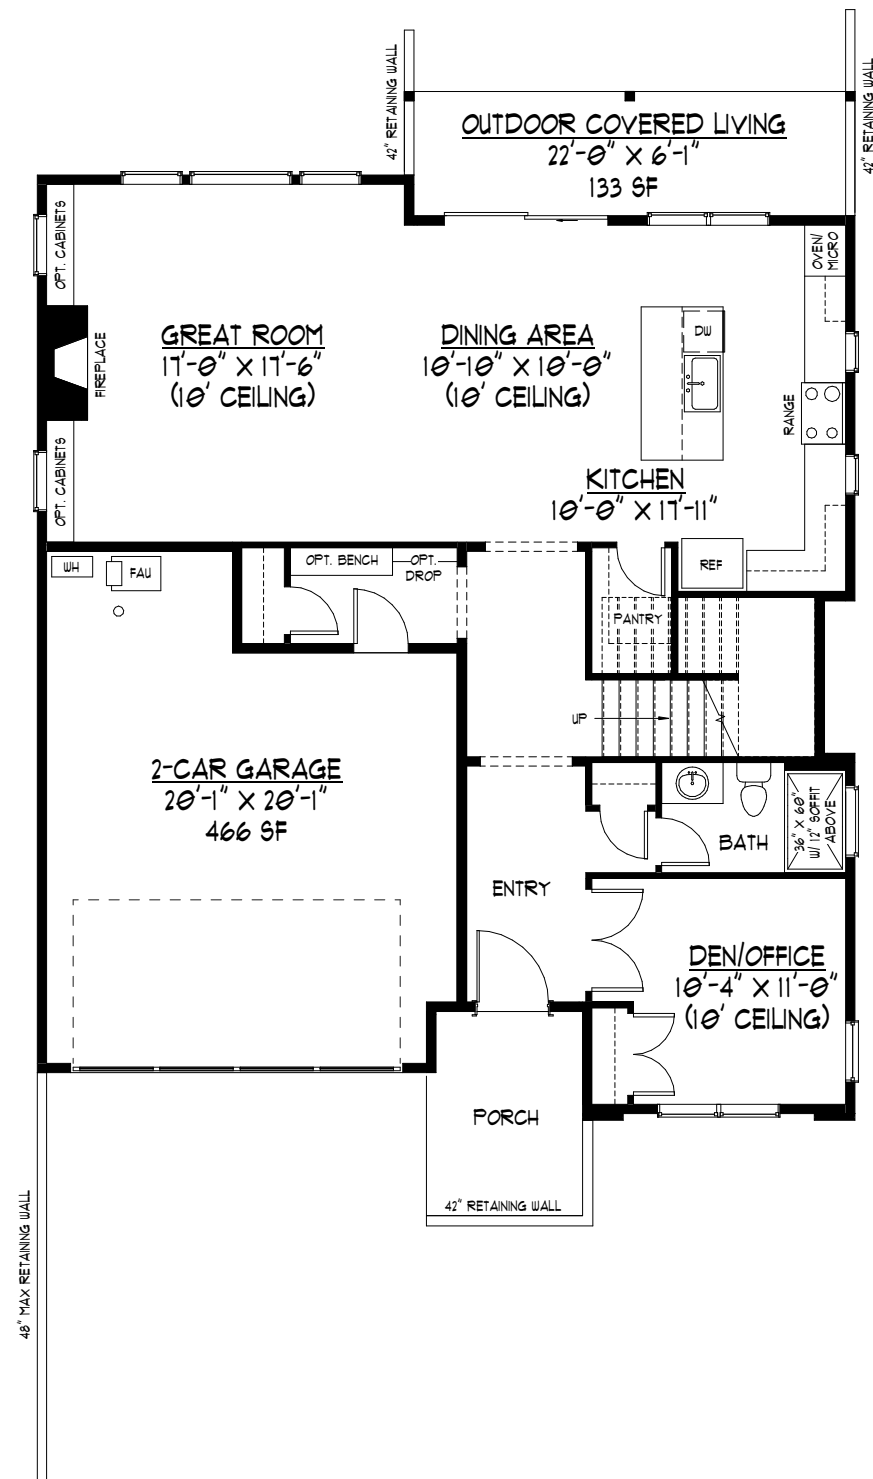 42" RETAINING WALL
42" RETAINING WALL
OUTDOOR COVERED LIVING
22'-0" X 6'-1"
133 SF
OPT. CABINETS
OVEN/
MICRO
FIREPLACE
GREAT ROOM
17'-0" X 17'-6"
(10' CEILING)
DINING AREA
10'-10" X 10'-0"
(10' CEILING)
DW
RANGE
OPT. CABINETS
KITCHEN
10'-0" X 17'-11"
WH
FAU
OPT. BENCH
OPT.
DROP
REF
PANTRY
UP
2-CAR GARAGE
20'-1" X 20'-1"
466 SF
36" X 60"
W/ 12" SOFFIT
ABOVE
BATH
ENTRY
DEN/OFFICE
10'-4" X 11'-0"
(10' CEILING)
PORCH
42" RETAINING WALL
48" MAX RETAINING WALL